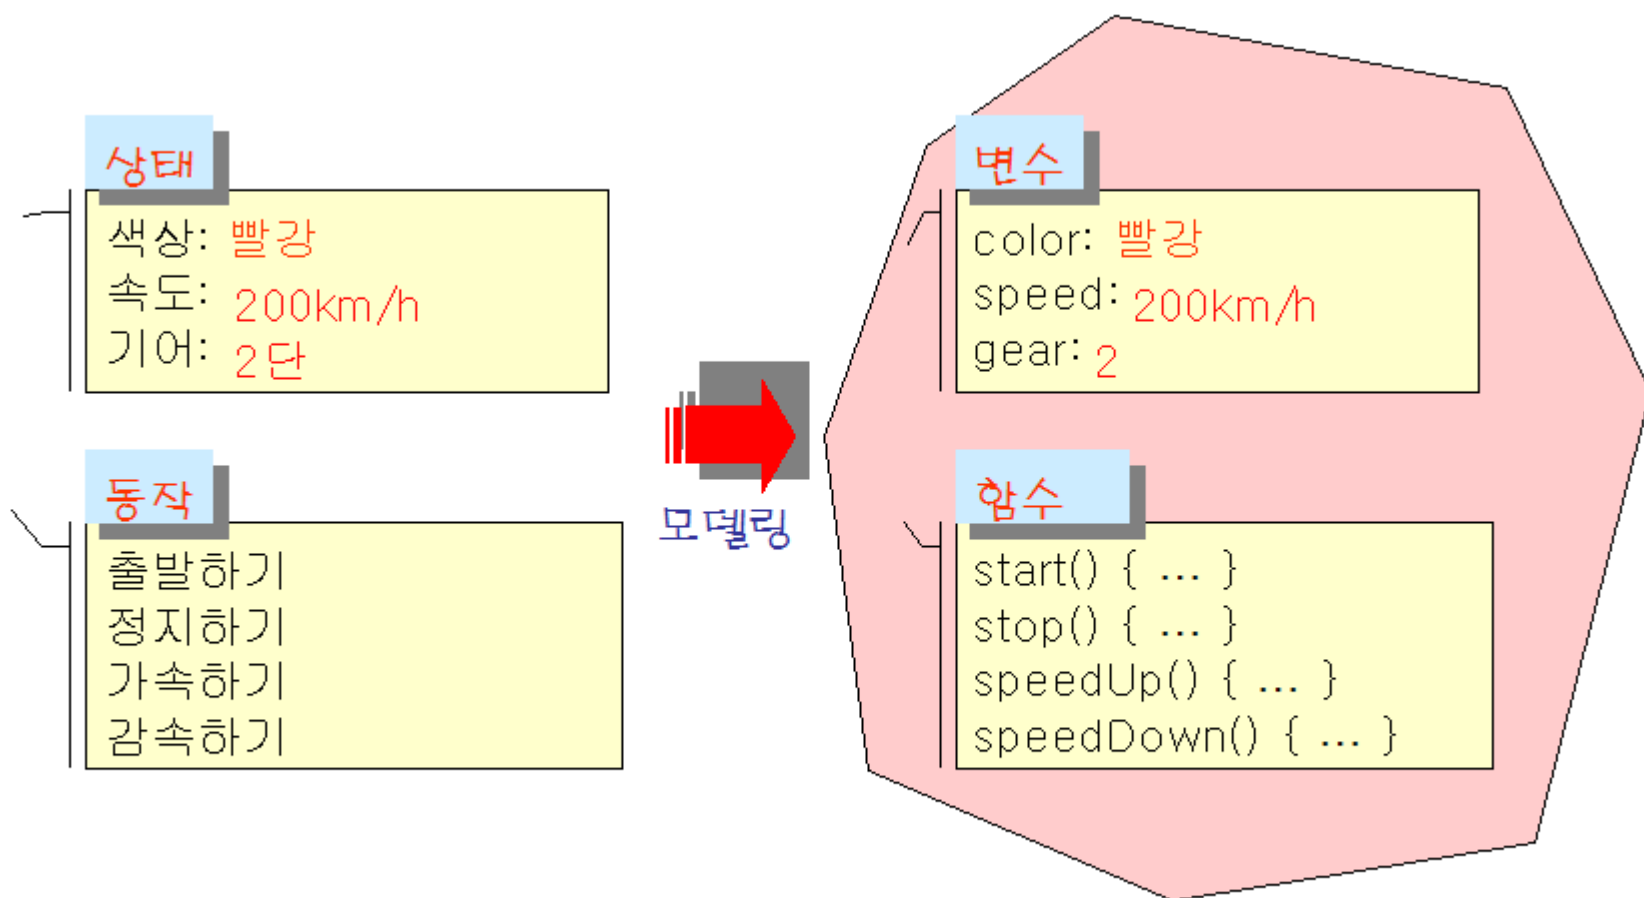 상태
색상: 빨강
속도: 200km/h
기어: 2단
동작
출발하기
정지하기
가속하기
감속하기
모델링
변수
color: 빨강
speed: 200km/h
gear: 2
함수
start() { ... }
stop() { ... }
speedUp() { ... }
speedDown() { ... }